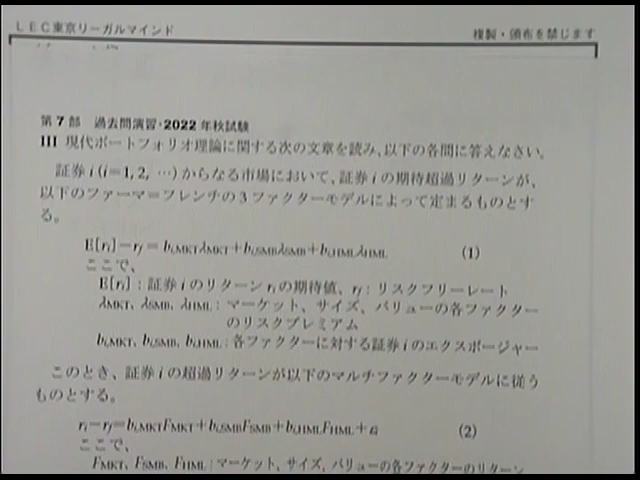 LEC東京リーガルマインド
複製・頒布を禁じます
第7部 過去問演習・2022年秋試験
III 現代ポートフォリオ理論に関する次の文章を読み、以下の各問に答えなさい。
証券i(i=1, 2, …)からなる市場において、証券iの期待超過リターンが、
以下のファーマ＝フレンチの3ファクターモデルによって定まるものとす
る。
E[ri]−rf = bi,MKTλMKT+bi,SMBλSMB+bi,HMLλHML (1)
ここで、
E[ri]：証券iのリターンriの期待値、rf：リスクフリーレート
λMKT、λSMB、λHML：マーケット、サイズ、バリューの各ファクター
のリスクプレミアム
bi,MKT、bi,SMB、bi,HML：各ファクターに対する証券iのエクスポージャー
このとき、証券iの超過リターンが以下のマルチファクターモデルに従う
ものとする。
ri−rf=bi,MKTFMKT+bi,SMBFSMB+bi,HMLFHML+εi (2)
ここで、
FMKT、FSMB、FHML：マーケット、サイズ、バリューの各ファクターのリターン